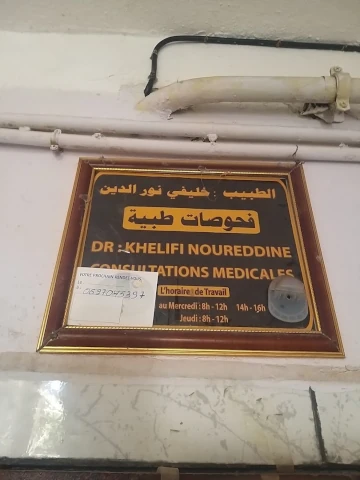 الطبيب : خليفي نور الدين
فحوصات طبية
DR : KHELIFI NOUREDDINE
CONSULTATIONS MEDICALES
L'horaire de Travail
au Mercredi : 8h - 12h 14h - 16h
Jeudi : 8h - 12h